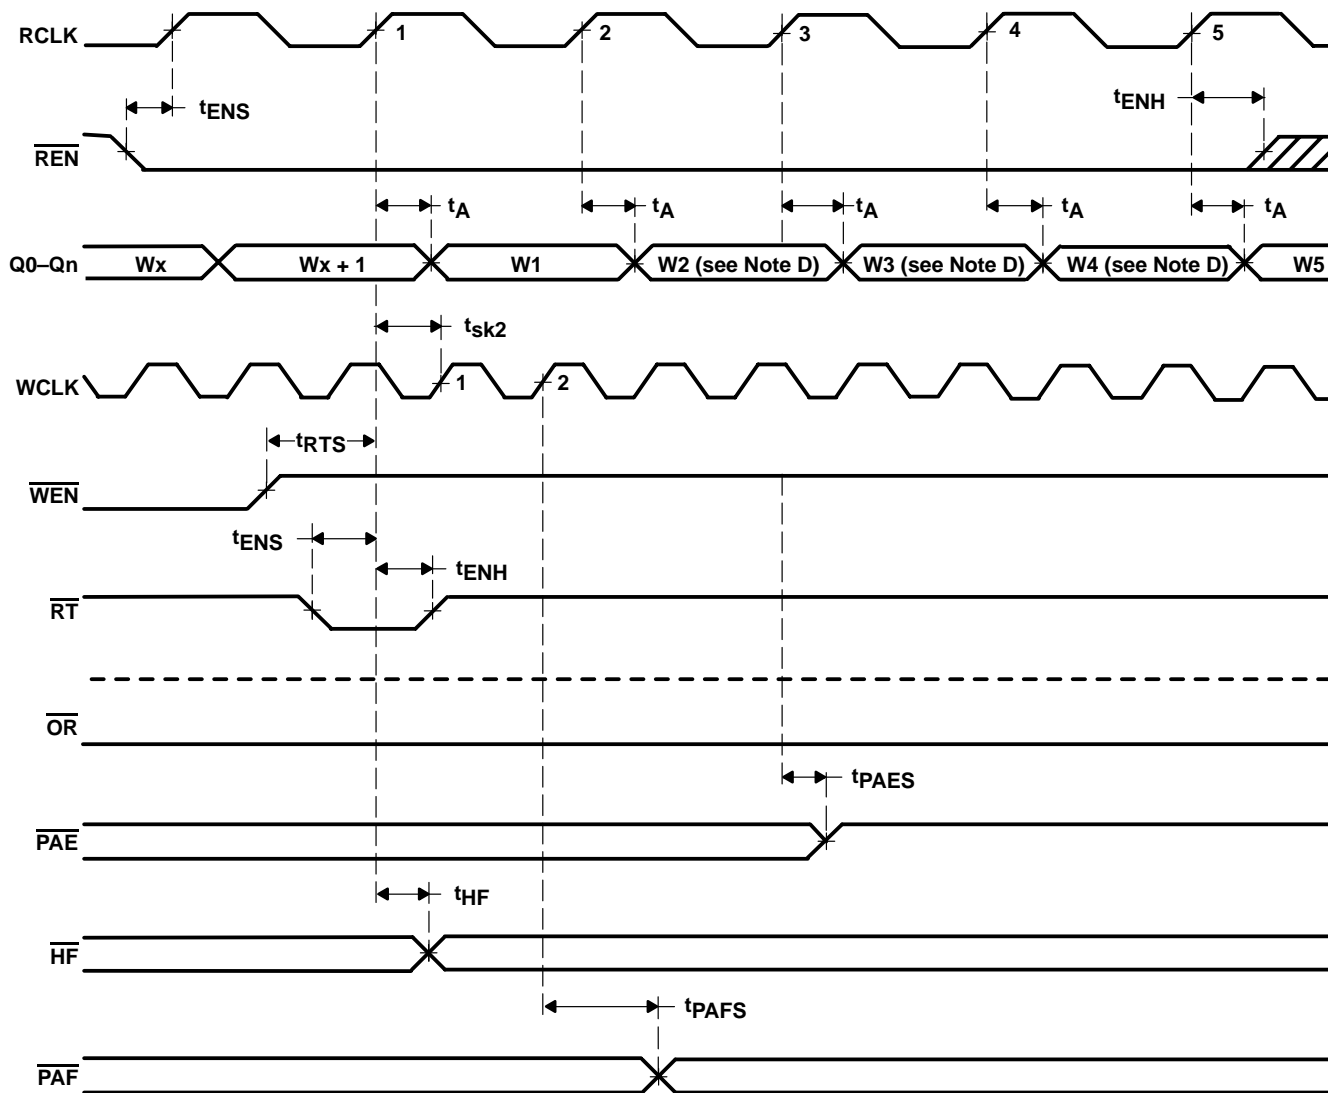 RCLK 1 2 3 4 5
tENS tENH
REN
tA tA tA tA tA
Q0–Qn Wx Wx + 1 W1 W2 (see Note D) W3 (see Note D) W4 (see Note D) W5
tsk2
WCLK 1 2
tRTS
WEN
tENS
tENH
RT
OR
tPAES
PAE
tHF
HF
tPAFS
PAF